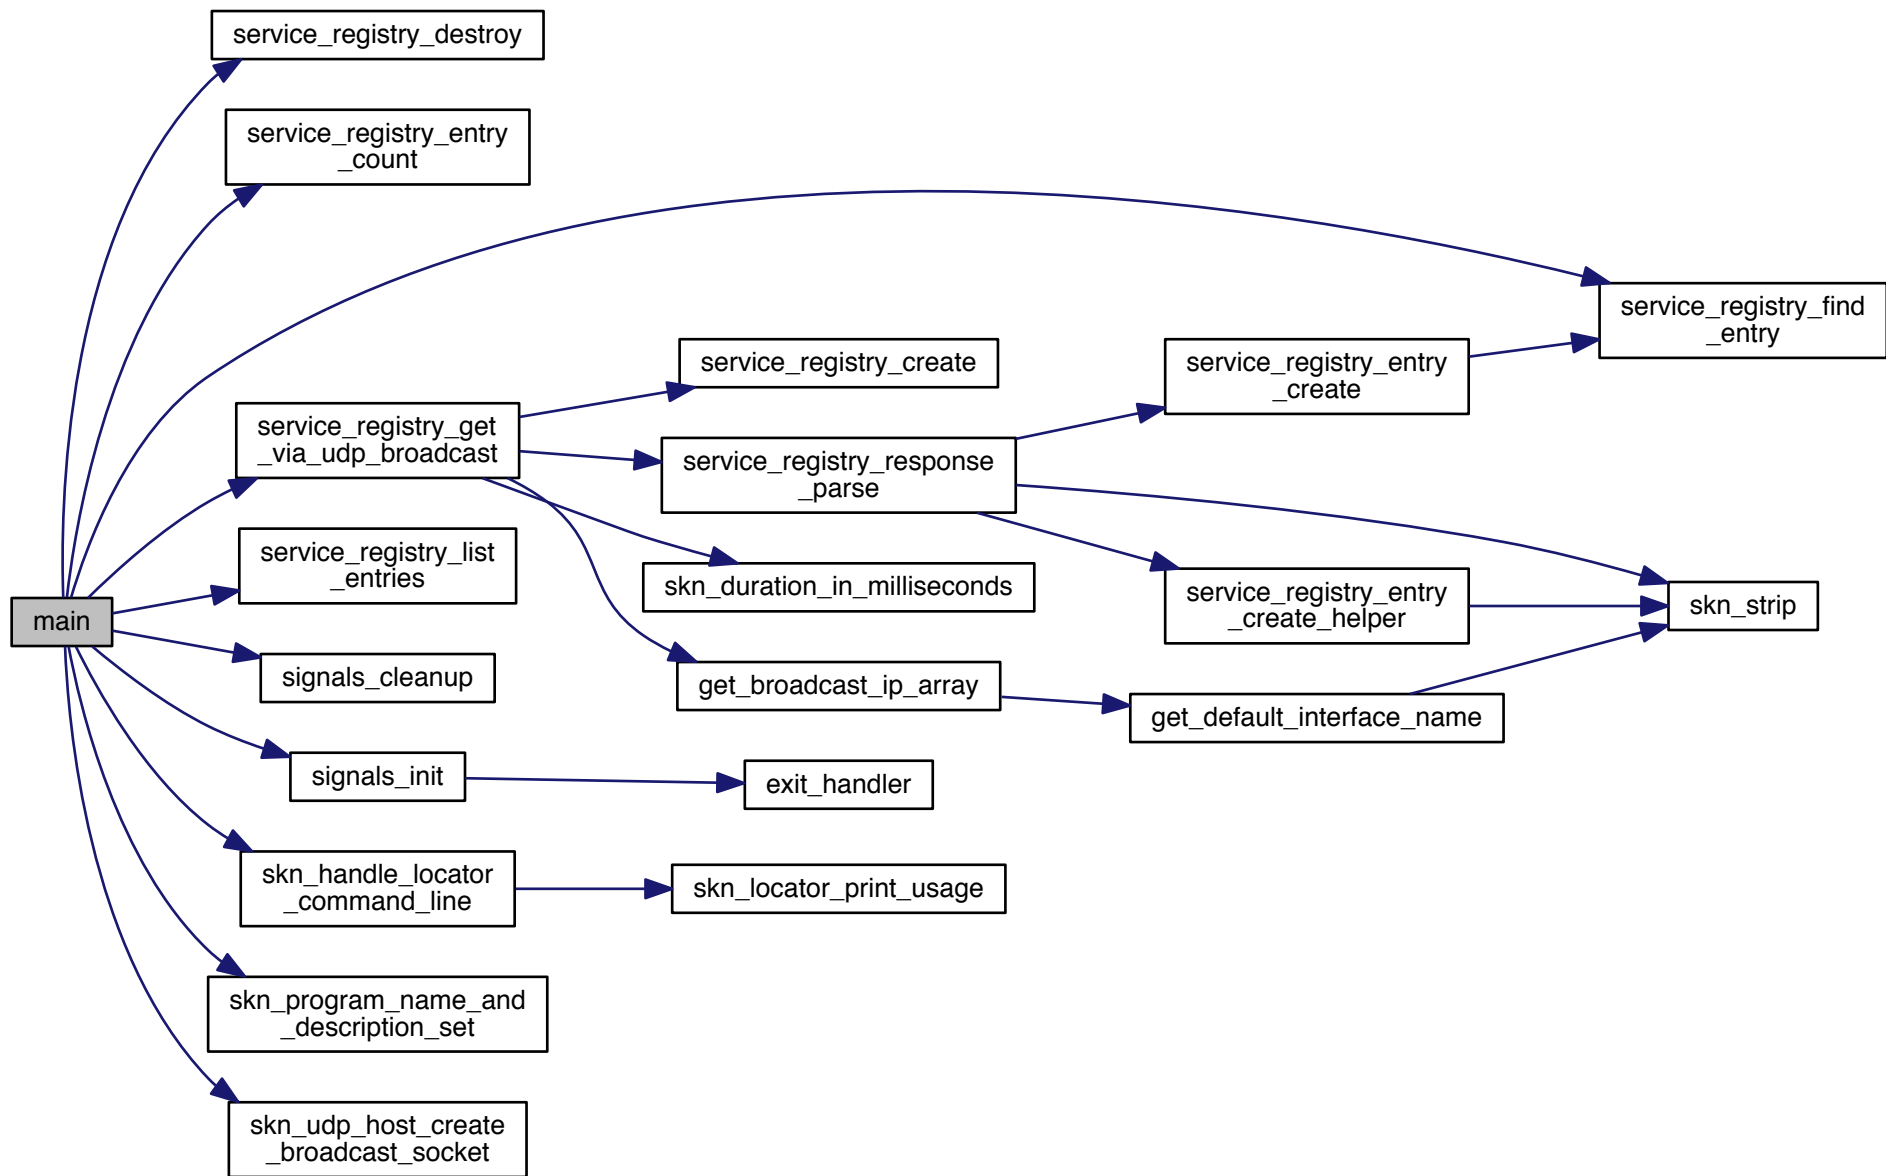 service_registry_destroy
service_registry_entry
_count
service_registry_find
_entry
service_registry_create
service_registry_entry
_create
service_registry_get
_via_udp_broadcast
service_registry_response
_parse
service_registry_list
_entries
skn_duration_in_milliseconds
service_registry_entry
_create_helper
skn_strip
main
signals_cleanup
get_broadcast_ip_array
get_default_interface_name
signals_init
exit_handler
skn_handle_locator
_command_line
skn_locator_print_usage
skn_program_name_and
_description_set
skn_udp_host_create
_broadcast_socket